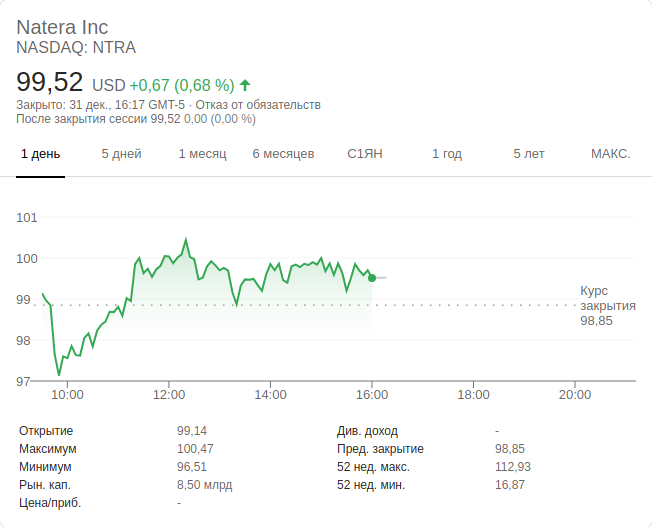 Natera Inc
NASDAQ: NTRA
99,52 USD +0,67 (0,68 %)
Закрыто: 31 дек., 16:17 GMT-5 · Отказ от обязательств
После закрытия сессии 99,52 0,00 (0,00 %)
1 день 5 дней 1 месяц 6 месяцев С1ЯН 1 год 5 лет МАКС.
101
100
99
98
97
Курс
закрытия
98,85
10:00 12:00 14:00 16:00 18:00 20:00
Открытие 99,14 Див. доход -
Максимум 100,47 Пред. закрытие 98,85
Минимум 96,51 52 нед. макс. 112,93
Рын. кап. 8,50 млрд 52 нед. мин. 16,87
Цена/приб. -